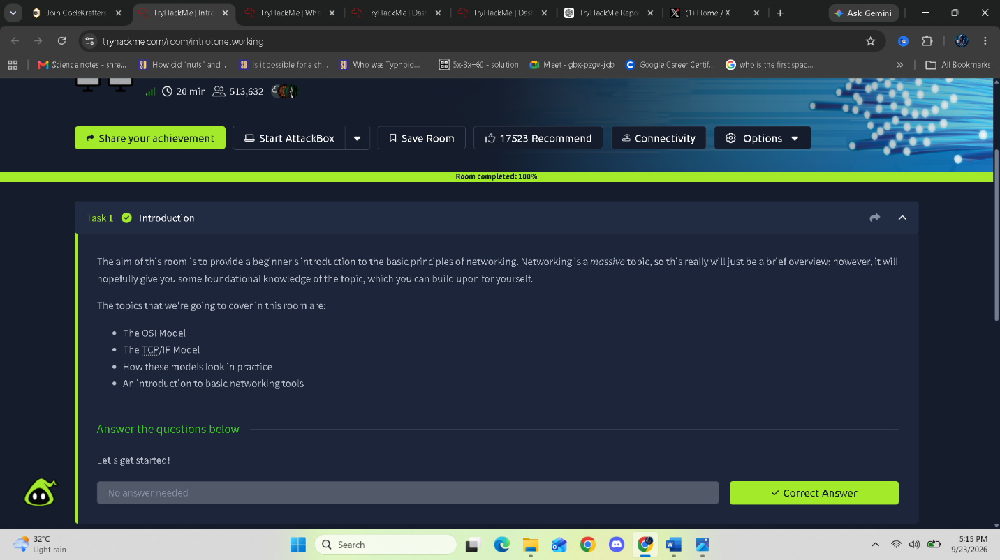 Join CodeKrafters
TryHackMe | Intro
TryHackMe | Wha
TryHackMe | Das
TryHackMe | Das
TryHackMe Repo
(1) Home / X
Ask Gemini
tryhackme.com/room/introtonetworking
Science notes - shre...
How did "nuts" and...
Is it possible for a ch...
Who was Typhoid...
5x-3x=60 - solution
Meet - gbx-pzgv-jqb
Google Career Certif...
who is the first spac...
»
All Bookmarks
20 min 513,632
Share your achievement
Start AttackBox
Save Room
17523 Recommend
Connectivity
Options
Room completed: 100%
Task 1 Introduction
The aim of this room is to provide a beginner's introduction to the basic principles of networking. Networking is a massive topic, so this really will just be a brief overview; however, it will
hopefully give you some foundational knowledge of the topic, which you can build upon for yourself.
The topics that we're going to cover in this room are:
• The OSI Model
• The TCP/IP Model
• How these models look in practice
• An introduction to basic networking tools
Answer the questions below
Let's get started!
No answer needed
Correct Answer
32°C
Light rain
Search
5:15 PM
9/23/2026